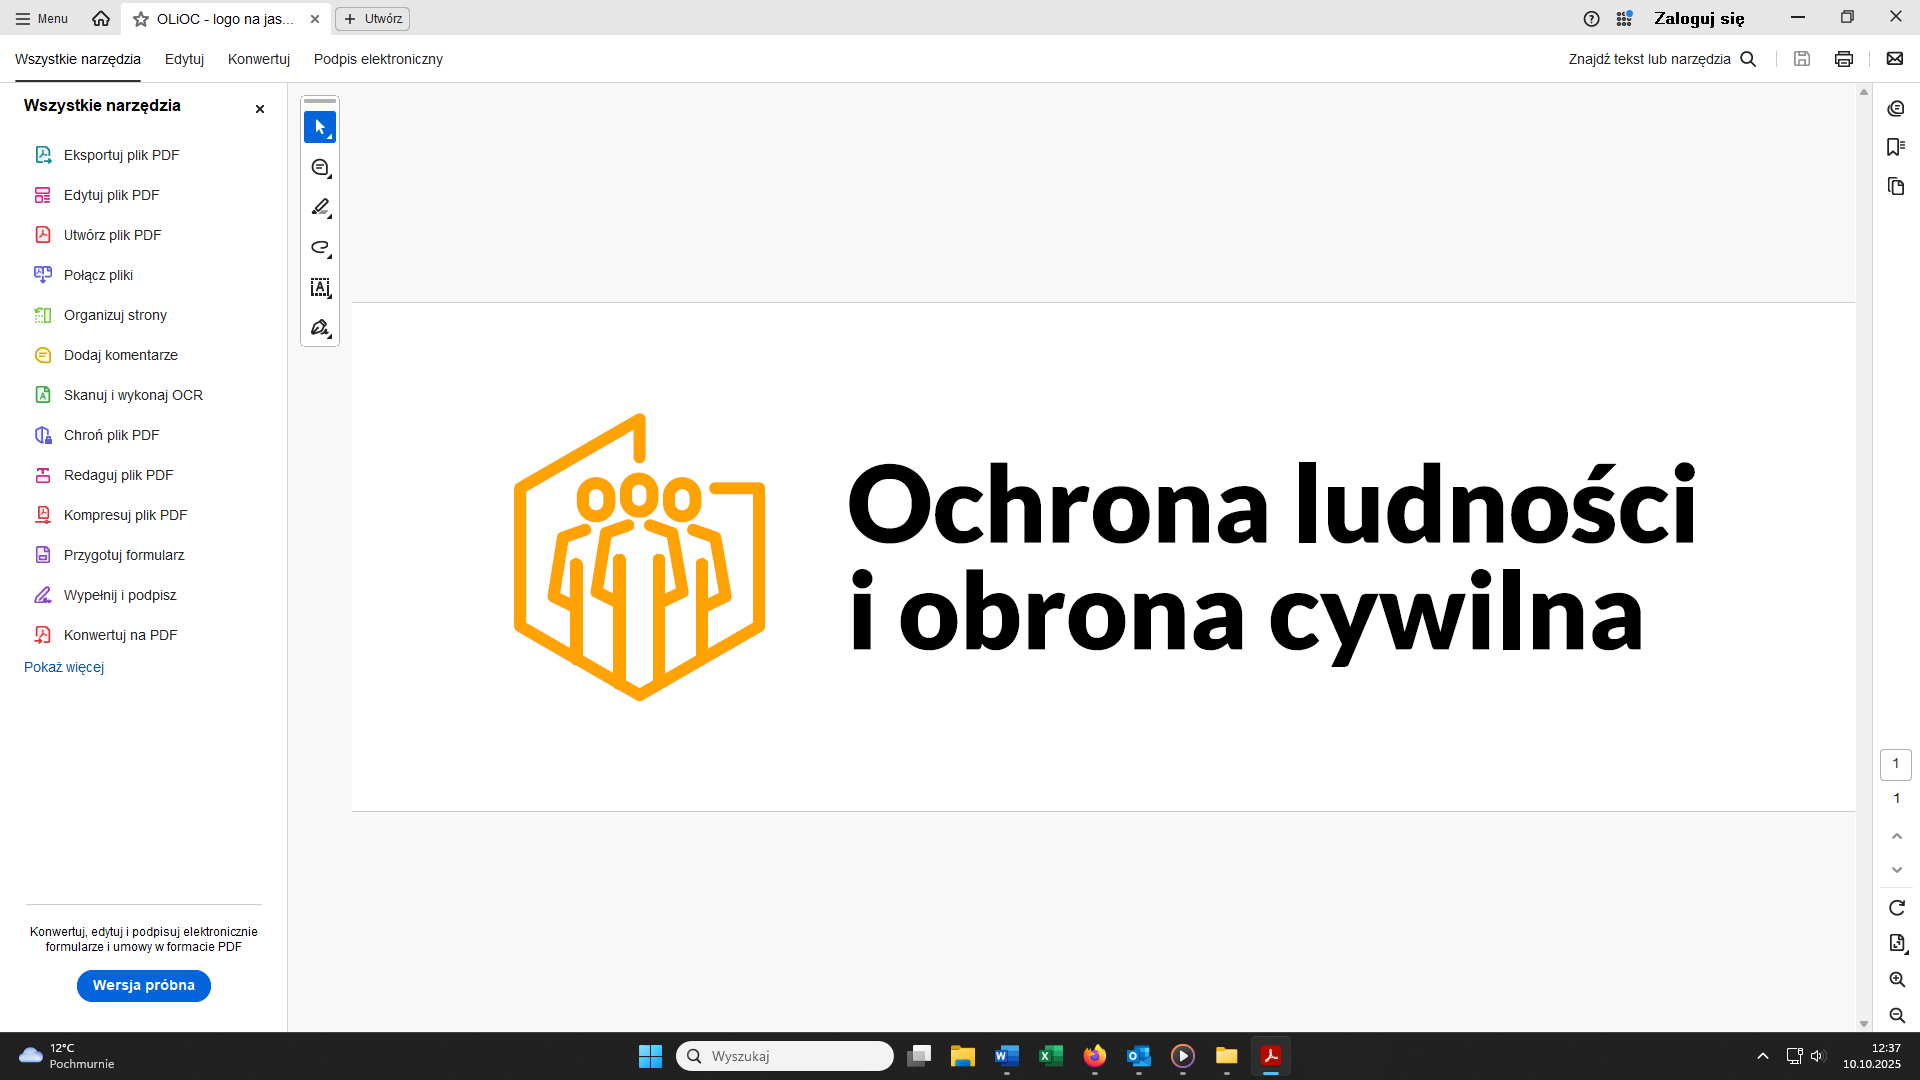 Menu
OLiOC - logo na jas...
Utwórz
Zaloguj się
Wszystkie narzędzia
Edytuj
Konwertuj
Podpis elektroniczny
Znajdź tekst lub narzędzia
Wszystkie narzędzia
Eksportuj plik PDF
Edytuj plik PDF
Utwórz plik PDF
Połącz pliki
Organizuj strony
Dodaj komentarze
Skanuj i wykonaj OCR
Chroń plik PDF
Redaguj plik PDF
Kompresuj plik PDF
Przygotuj formularz
Wypełnij i podpisz
Konwertuj na PDF
Pokaż więcej
Konwertuj, edytuj i podpisuj elektronicznie
formularze i umowy w formacie PDF
Wersja próbna
Ochrona ludności
i obrona cywilna
1
1
12°C
Pochmurnie
Wyszukaj
12:37
10.10.2025